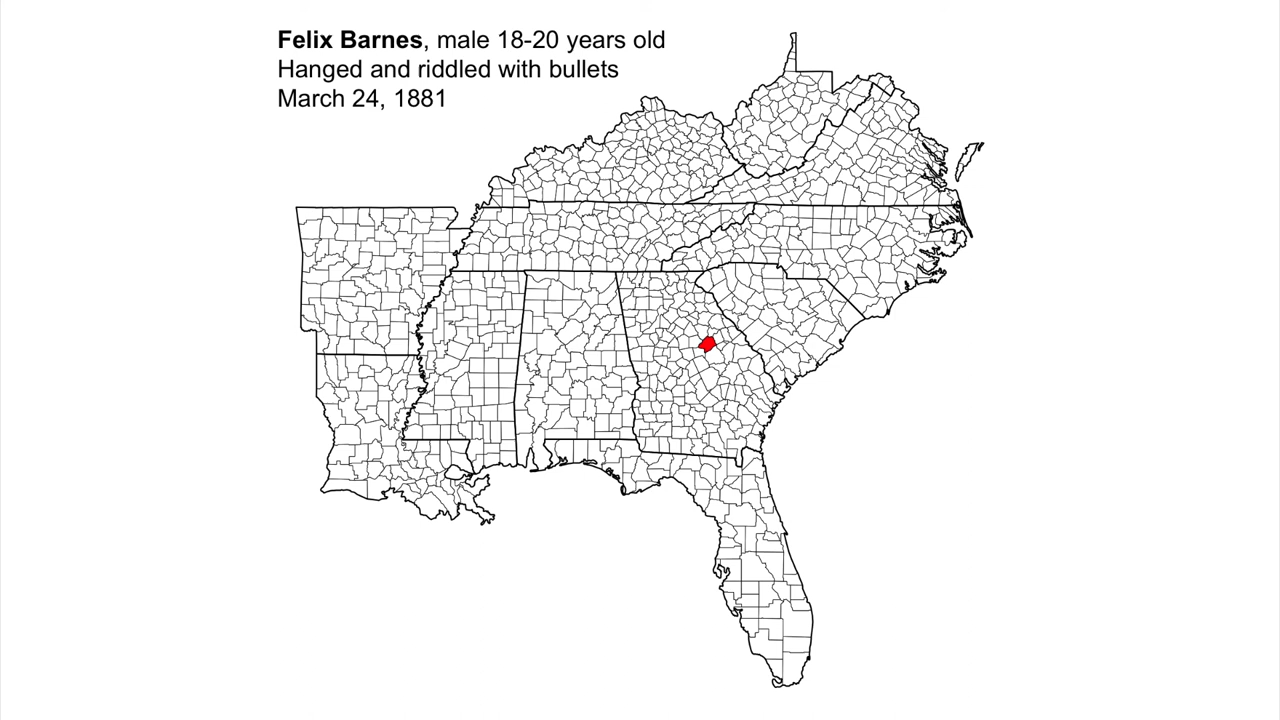 Felix Barnes, male 18-20 years old
Hanged and riddled with bullets
March 24, 1881